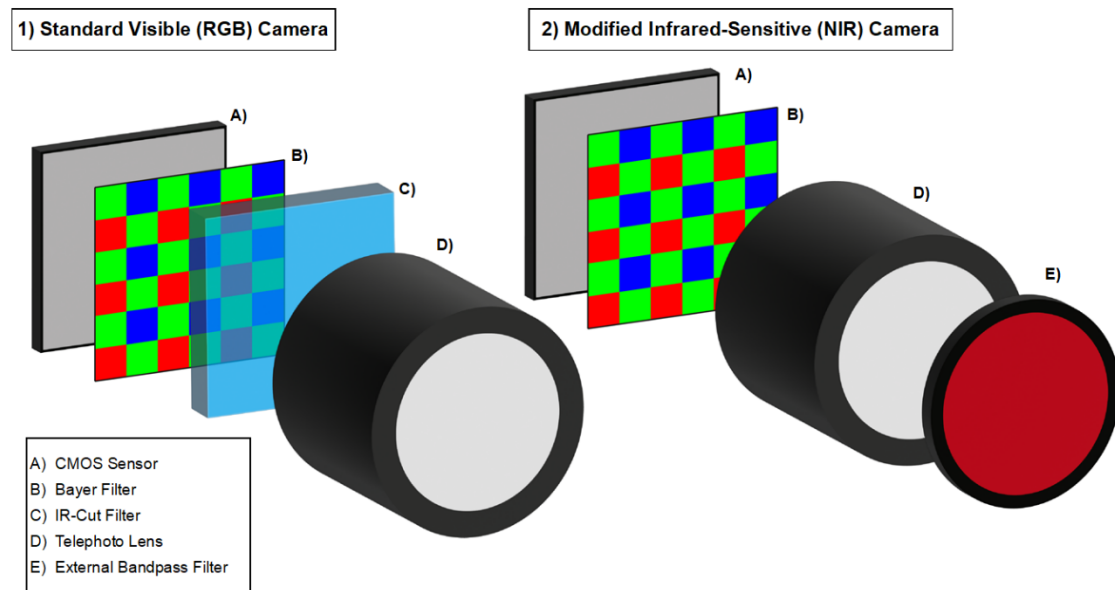 1) Standard Visible (RGB) Camera
2) Modified Infrared-Sensitive (NIR) Camera
A)
B)
C)
D)
A)
B)
D)
E)
A) CMOS Sensor
B) Bayer Filter
C) IR-Cut Filter
D) Telephoto Lens
E) External Bandpass Filter